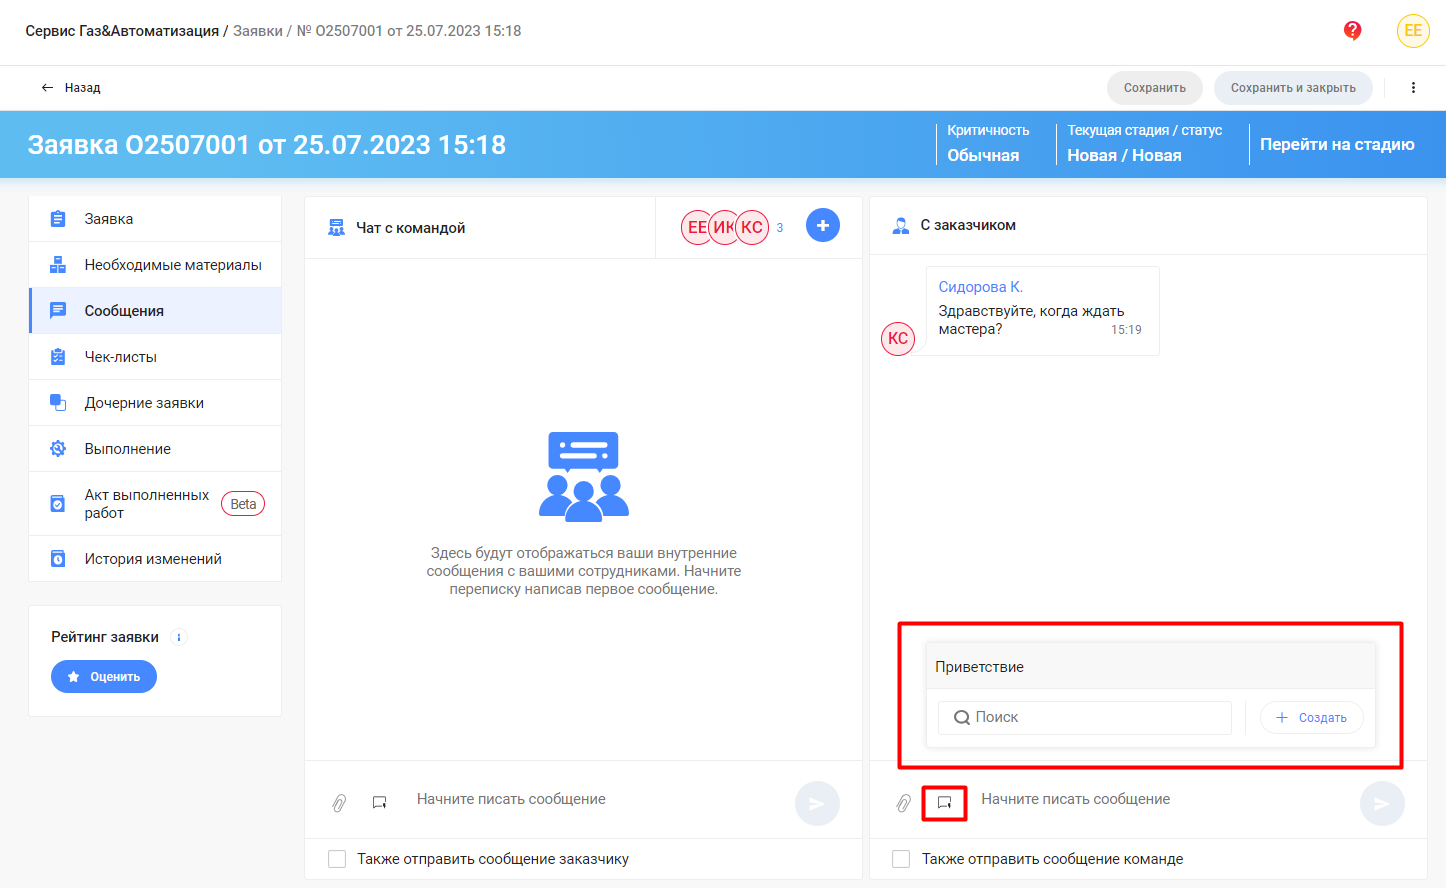 Сервис Газ&Автоматизация / Заявки / № О2507001 от 25.07.2023 15:18
ЕЕ
Назад
Сохранить
Сохранить и закрыть
Заявка О2507001 от 25.07.2023 15:18
Критичность
Обычная
Текущая стадия / статус
Новая / Новая
Перейти на стадию
Заявка
Необходимые материалы
Сообщения
Чек-листы
Дочерние заявки
Выполнение
Акт выполненных
работ
Beta
История изменений
Рейтинг заявки
Оценить
Чат с командой
ЕЕ ИК КС 3
Здесь будут отображаться ваши внутренние
сообщения с вашими сотрудниками. Начните
переписку написав первое сообщение.
Начните писать сообщение
Также отправить сообщение заказчику
С заказчиком
Сидорова К.
Здравствуйте, когда ждать
мастера? 15:19
КС
Приветствие
Поиск
Создать
Начните писать сообщение
Также отправить сообщение команде